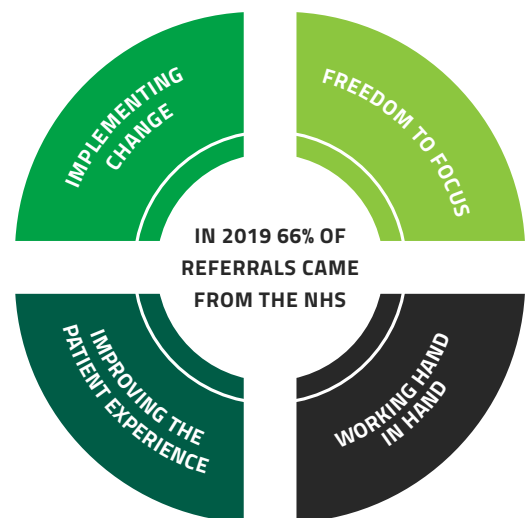 IMPLEMENTING
CHANGE
FREEDOM TO FOCUS
IN 2019 66% OF
REFERRALS CAME
FROM THE NHS
IMPROVING THE
PATIENT EXPERIENCE
WORKING HAND
IN HAND